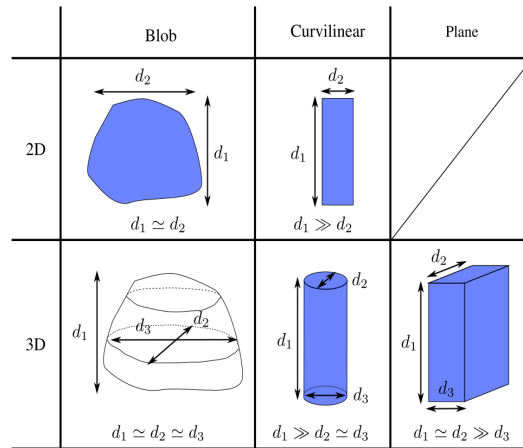 Blob
Curvilinear
Plane
2D
d₂
d₁
d₁ ≃ d₂
d₂
d₁
d₁ ≫ d₂
3D
d₁
d₃
d₂
d₁ ≃ d₂ ≃ d₃
d₂
d₁
d₃
d₁ ≫ d₂ ≃ d₃
d₂
d₁
d₃
d₁ ≃ d₂ ≫ d₃